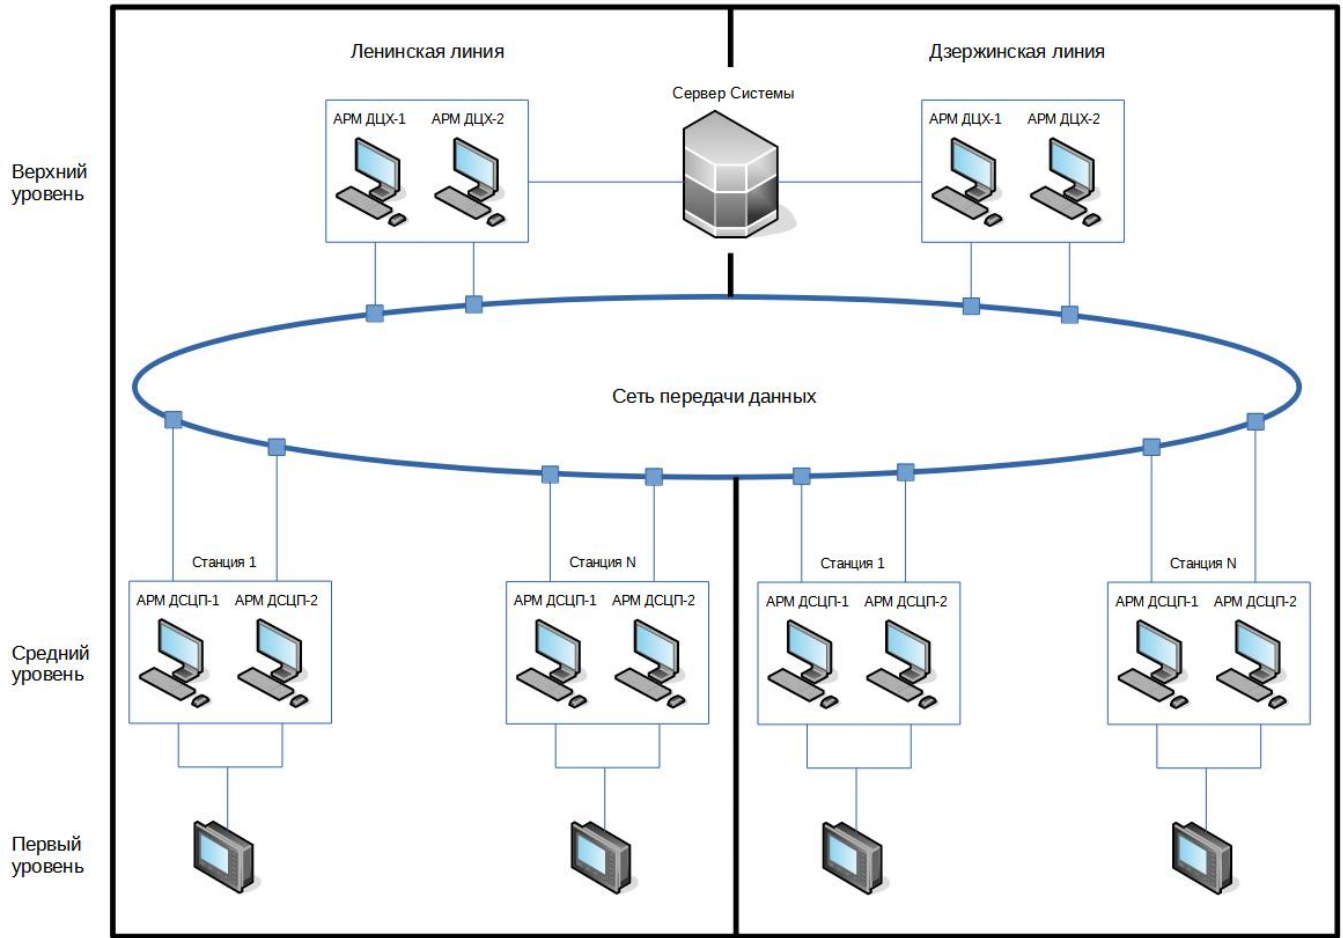 Ленинская линия
Дзержинская линия
Сервер Системы
АРМ ДЦХ-1
АРМ ДЦХ-2
АРМ ДЦХ-1
АРМ ДЦХ-2
Верхний
уровень
Сеть передачи данных
Станция 1
Станция N
Станция 1
Станция N
АРМ ДСЦП-1
АРМ ДСЦП-2
АРМ ДСЦП-1
АРМ ДСЦП-2
АРМ ДСЦП-1
АРМ ДСЦП-2
АРМ ДСЦП-1
АРМ ДСЦП-2
Средний
уровень
Первый
уровень